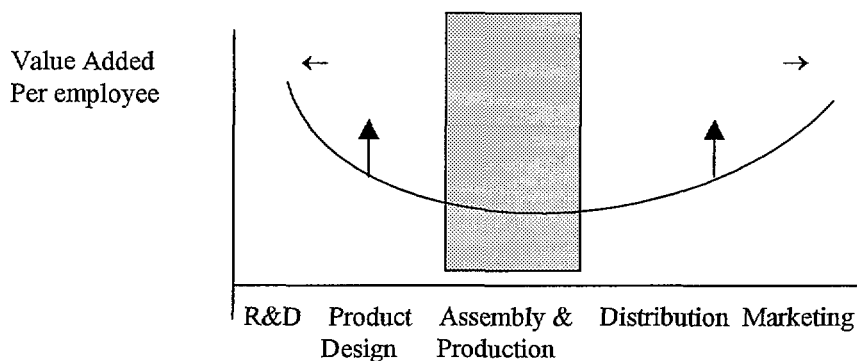 Value Added
Per employee
R&D Product Assembly & Distribution Marketing
Design Production